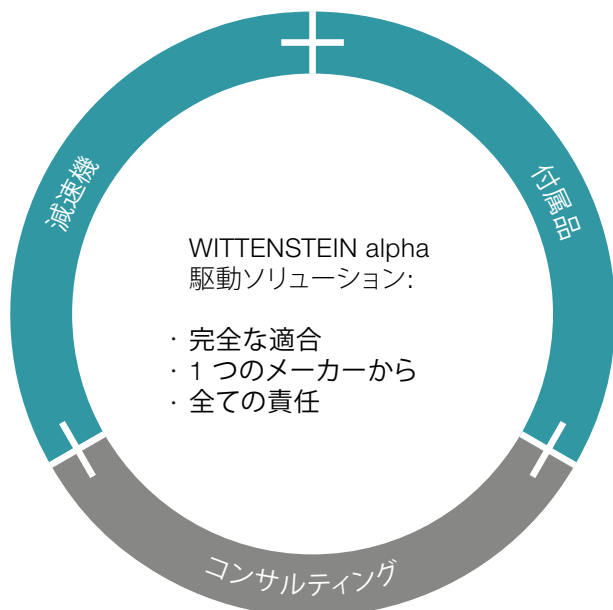 減速機
付属品
WITTENSTEIN alpha
駆動ソリューション:
· 完全な適合
· 1 つのメーカーから
· 全ての責任
コンサルティング